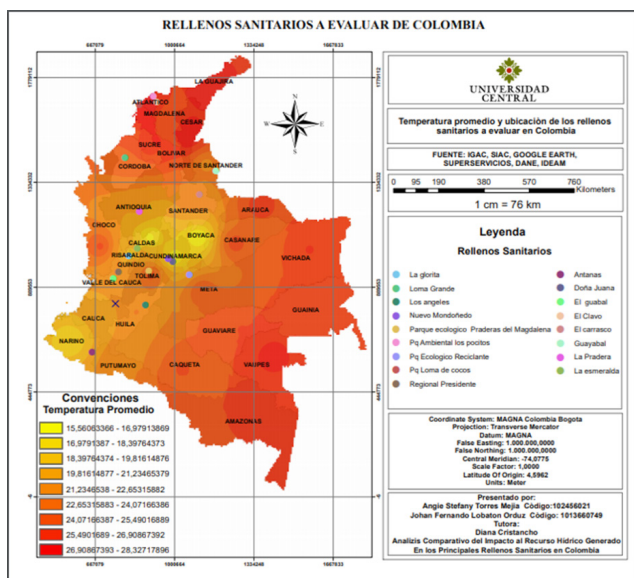 RELLENOS SANITARIOS A EVALUAR DE COLOMBIA
667079 1000664 1334248 1667833
1779112
1334332
889553
444773
-6
667079 1000664 1334248 1667833
N
W E
S
LA GUAJIRA
ATLANTICO
MAGDALENA
CESAR
SUCRE
BOLIVAR
CORDOBA
NORTE DE SANTANDER
ANTIOQUIA
SANTANDER
ARAUCA
CHOCO
BOYACA
CALDAS
CASANARE
RISARALDA
CUNDINAMARCA
VICHADA
QUINDIO
TOLIMA
VALLE DEL CAUCA
META
GUAINIA
CAUCA
HUILA
GUAVIARE
NARINO
PUTUMAYO
CAQUETA
VAUPES
AMAZONAS
Convenciones
Temperatura Promedio
15,56063366 - 16,97913869
16,9791387 - 18,39764373
18,39764374 - 19,81614876
19,81614877 - 21,23465379
21,2346538 - 22,65315882
22,65315883 - 24,07166386
24,07166387 - 25,49016889
25,4901689 - 26,90867392
26,90867393 - 28,32717896
UNIVERSIDAD
CENTRAL
Temperatura promedio y ubicación de los rellenos
sanitarios a evaluar en Colombia
FUENTE: IGAC, SIAC, GOOGLE EARTH,
SUPERSERVICIOS, DANE, IDEAM
0 95 190 380 570 760
Kilometers
1 cm = 76 km
Leyenda
Rellenos Sanitarios
La glorita
Loma Grande
Los angeles
Nuevo Mondoñedo
Parque ecologico Praderas del Magdalena
Pq Ambiental los pocitos
Pq Ecologico Reciclante
Pq Loma de cocos
Regional Presidente
Antanas
Doña Juana
El guabal
El Clavo
El carrasco
Guayabal
La Pradera
La esmeralda
Coordinate System: MAGNA Colombia Bogota
Projection: Transverse Mercator
Datum: MAGNA
False Easting: 1.000.000,0000
False Northing: 1.000.000,0000
Central Meridian: -74,0775
Scale Factor: 1,0000
Latitude Of Origin: 4,5962
Units: Meter
Presentado por:
Angie Stefany Torres Mejia Código:102456021
Johan Fernando Lobaton Orduz Código: 1013660749
Tutora:
Diana Cristancho
Analizis Comparativo del Impacto al Recurso Hídrico Generado
En los Principales Rellenos Sanitarios en Colombia